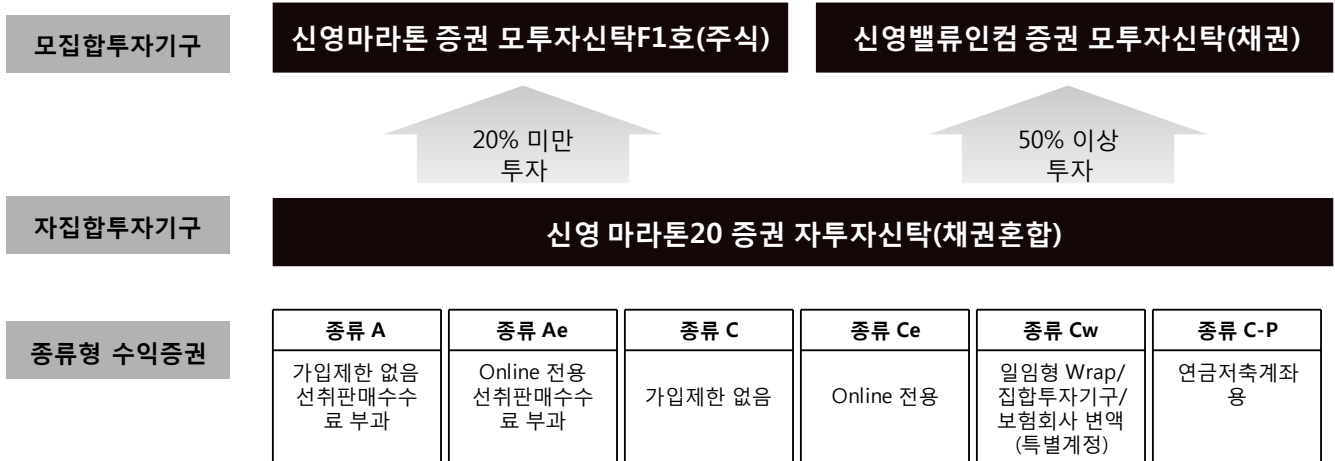 모집합투자기구
신영마라톤 증권 모투자신탁F1호(주식)
신영밸류인컴 증권 모투자신탁(채권)
20% 미만
투자
50% 이상
투자
자집합투자기구
신영 마라톤20 증권 자투자신탁(채권혼합)
종류형 수익증권
종류 A
가입제한 없음
선취판매수수
료 부과
종류 Ae
Online 전용
선취판매수수
료 부과
종류 C
가입제한 없음
종류 Ce
Online 전용
종류 Cw
일임형 Wrap/
집합투자기구/
보험회사 변액
(특별계정)
종류 C-P
연금저축계좌
용